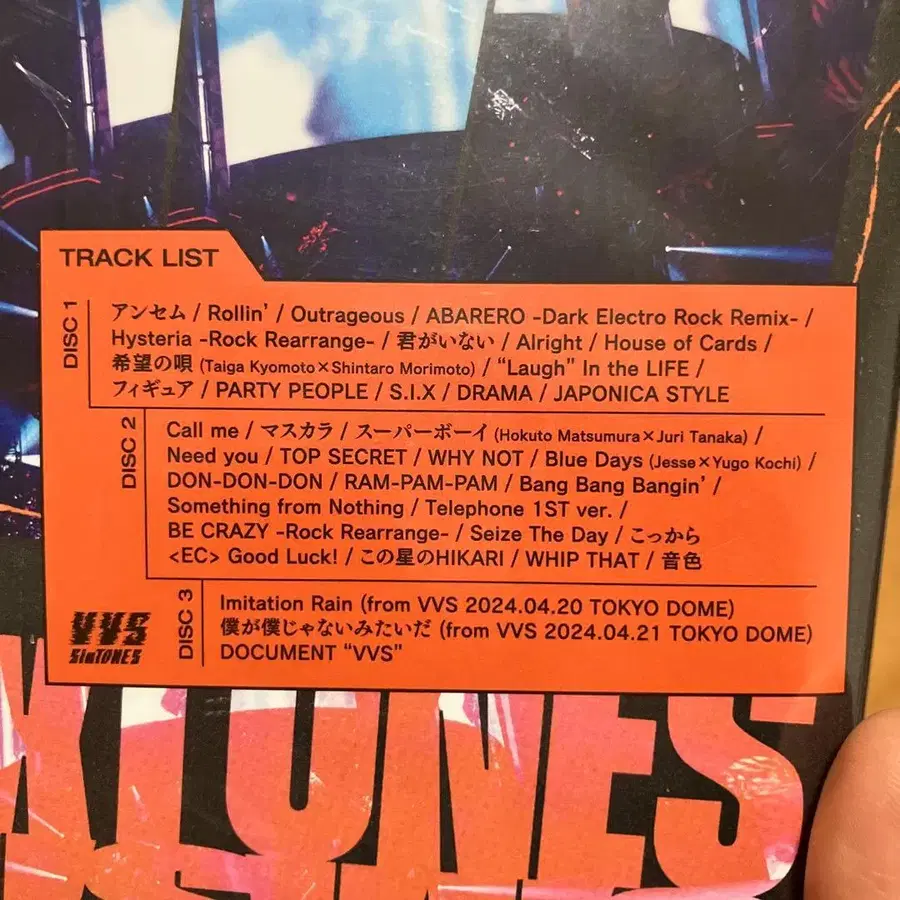 TRACK LIST
DISC 1
アンセム / Rollin' / Outrageous / ABARERO -Dark Electro Rock Remix- /
Hysteria -Rock Rearrange- / 君がいない / Alright / House of Cards /
希望の唄 (Taiga Kyomoto×Shintaro Morimoto) / “Laugh” In the LIFE /
フィギュア / PARTY PEOPLE / S.I.X / DRAMA / JAPONICA STYLE
DISC 2
Call me / マスカラ / スーパーボーイ (Hokuto Matsumura×Juri Tanaka) /
Need you / TOP SECRET / WHY NOT / Blue Days (Jesse×Yugo Kochi) /
DON-DON-DON / RAM-PAM-PAM / Bang Bang Bangin' /
Something from Nothing / Telephone 1ST ver. /
BE CRAZY -Rock Rearrange- / Seize The Day / こっから
<EC> Good Luck! / この星のHIKARI / WHIP THAT / 音色
DISC 3
Imitation Rain (from VVS 2024.04.20 TOKYO DOME)
僕が僕じゃないみたいだ (from VVS 2024.04.21 TOKYO DOME)
DOCUMENT “VVS”
VVS
SixTONES
XTONES